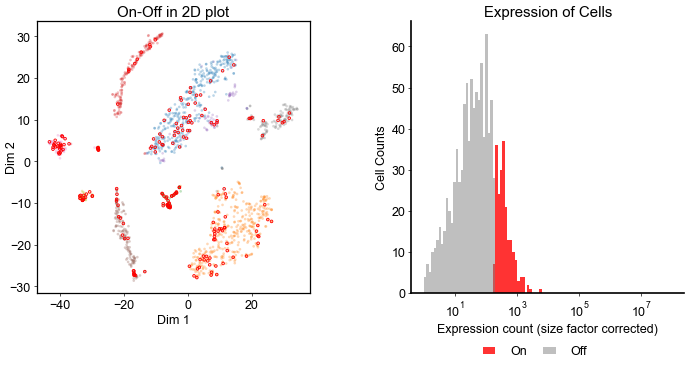 On-Off in 2D plot
30
20
10
0
−10
−20
−30
Dim 2
−40
−20
0
20
Dim 1
Expression of Cells
60
50
40
30
20
10
0
Cell Counts
10^1
10^3
10^5
10^7
Expression count (size factor corrected)
On
Off